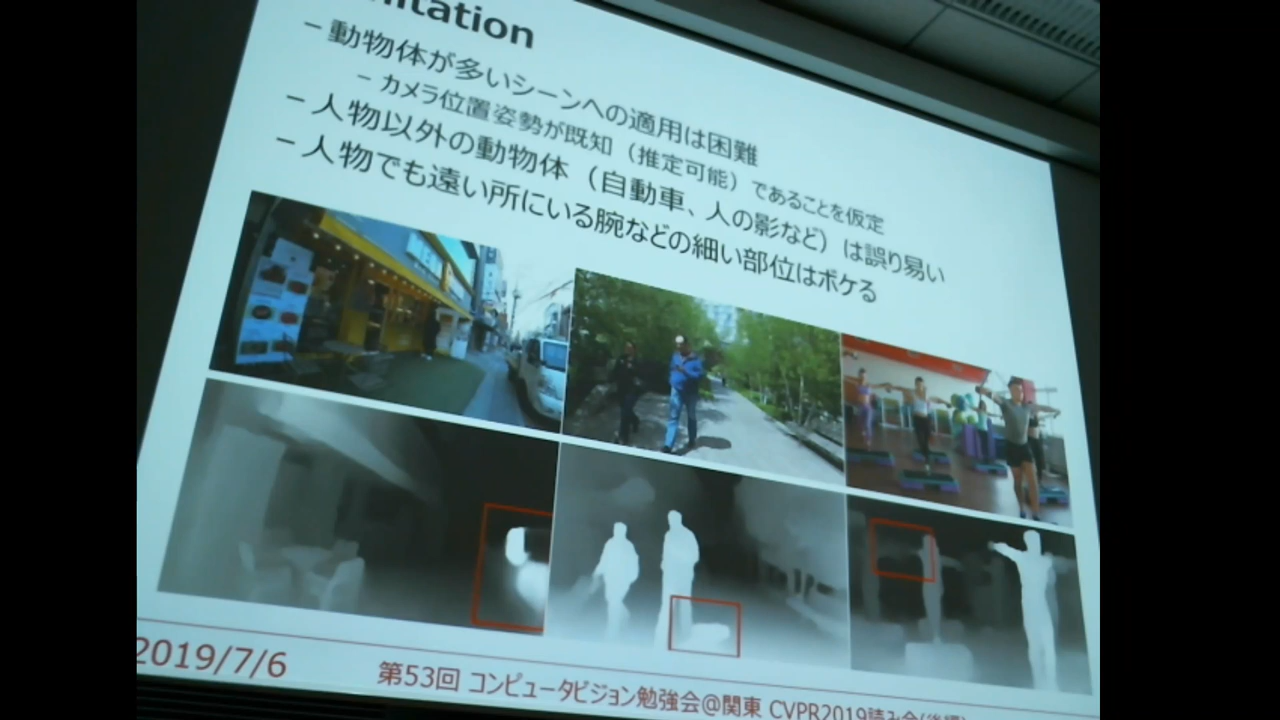 mitation
－動物体が多いシーンへの適用は困難
－カメラ位置姿勢が既知（推定可能）であることを仮定
－人物以外の動物体（自動車、人の影など）は誤り易い
－人物でも遠い所にいる腕などの細い部位はボケる
2019/7/6
第53回 コンピュータビジョン勉強会@関東 CVPR2019読み会(後編)